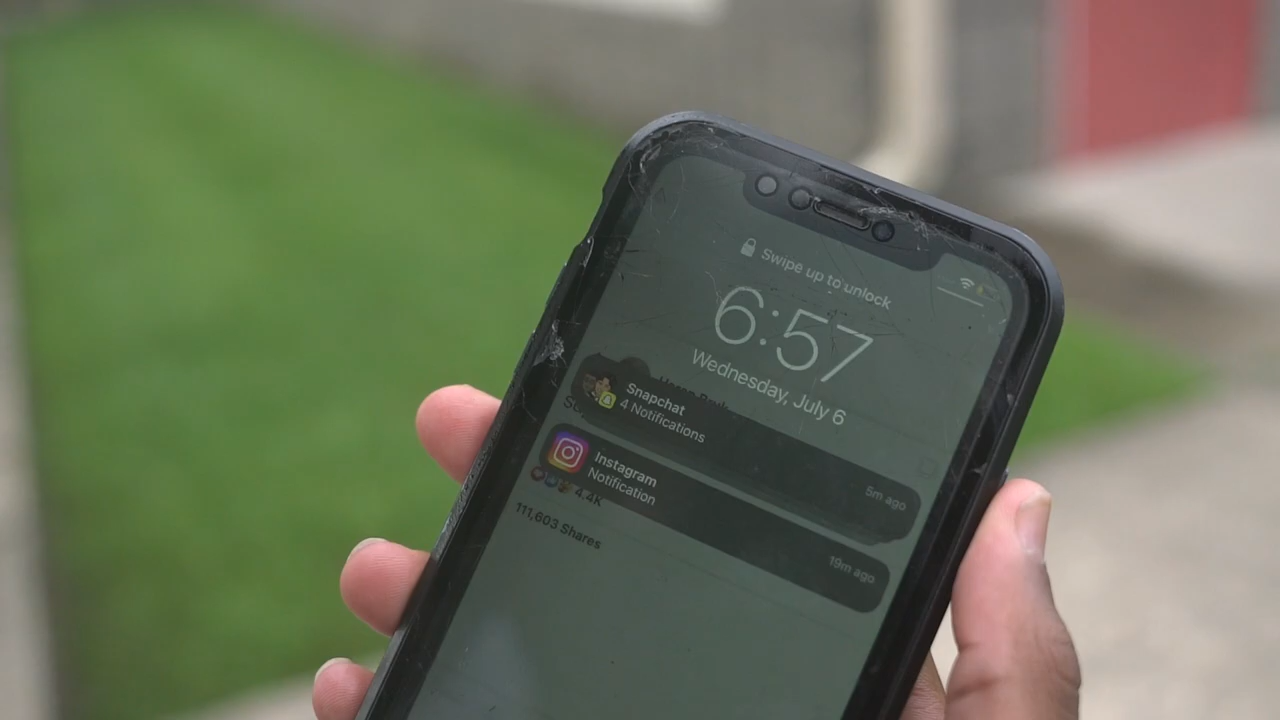 Swipe up to unlock
6:57
Wednesday, July 6
Snapchat
4 Notifications
5m ago
Instagram
Notification
19m ago
4.4K
111,603 Shares